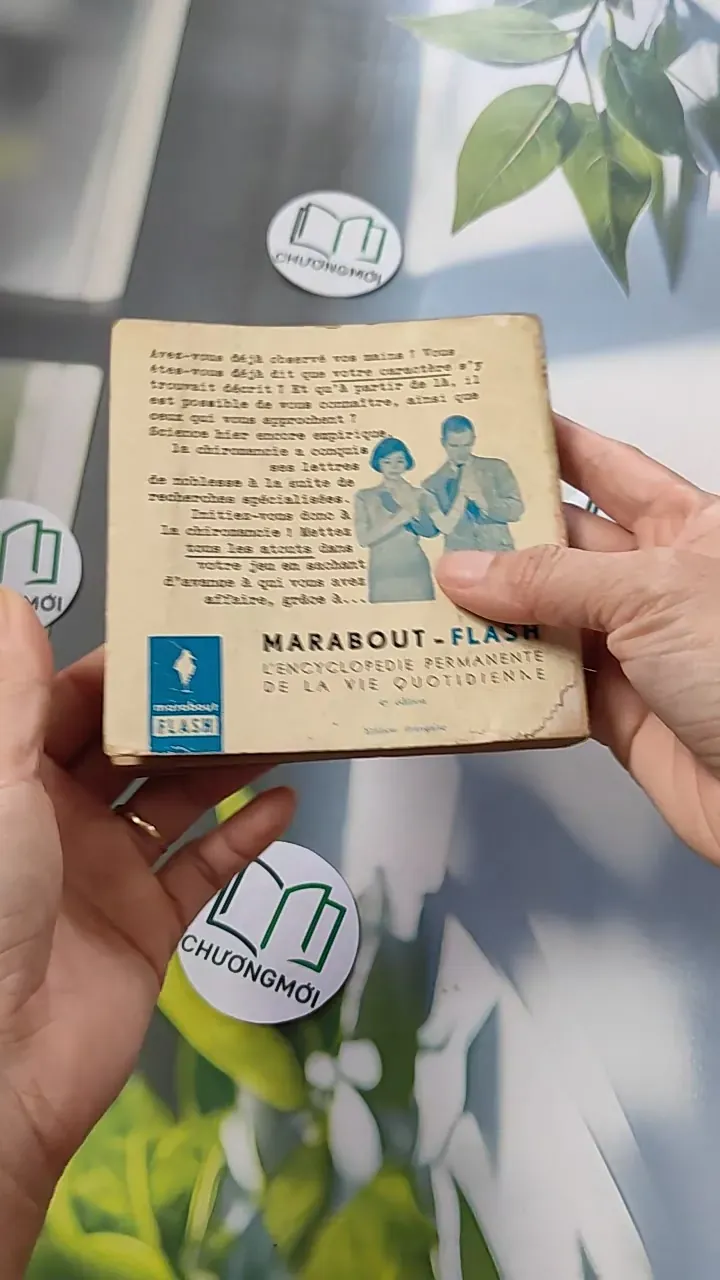 CHƯƠNGMỚI
Avez-vous déjà observé vos mains ? Vous
êtes-vous déjà dit que votre caractère s'y
trouvait décrit ? Et qu'à partir de là, il
est possible de vous connaître, ainsi que
ceux qui vous approchent ?
Science hier encore empirique,
la chiromancie a conquis
ses lettres
de noblesse à la suite de
recherches spécialisées.
Initiez-vous donc à
la chiromancie ! Mettez
tous les atouts dans
votre jeu en sachant
d'avance à qui vous avez
affaire, grâce à...
MARABOUT-FLASH
L'ENCYCLOPEDIE PERMANENTE
DE LA VIE QUOTIDIENNE
marabout
FLASH
MỚI
CHƯƠNGMỚI